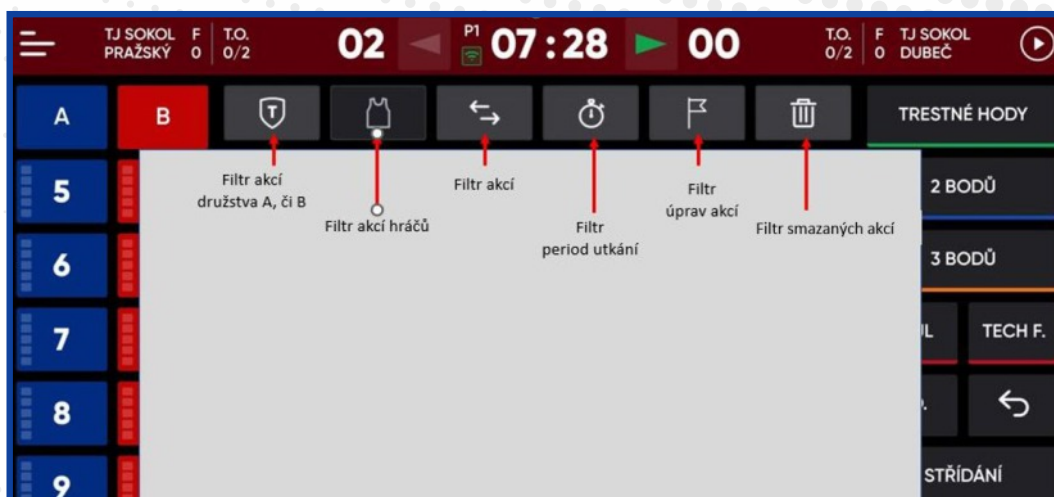 TJ SOKOL PRAŽSKÝ F 0 T.O. 0/2 02 P1 07:28 00 T.O. 0/2 F 0 TJ SOKOL DUBEČ
A B T TRESTNÉ HODY
Filtr akcí
družstva A, či B
Filtr akcí hráčů
Filtr akcí
Filtr
period utkání
Filtr
úprav akcí
Filtr smazaných akcí
5 2 BODŮ
6 3 BODŮ
7 TECH F.
8
9 STŘÍDÁNÍ